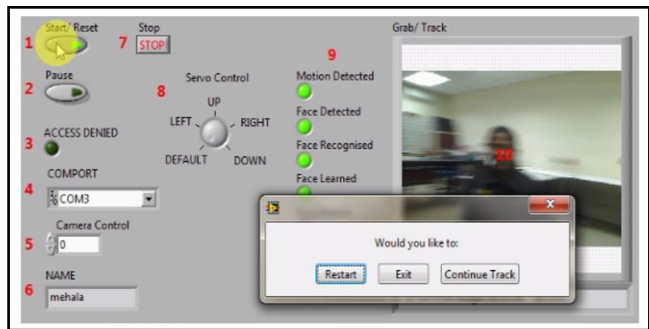 Start/ Reset
1
Stop
7 STOP
Grab/ Track
9
Pause
2
8
Servo Control
UP
LEFT
RIGHT
DEFAULT
DOWN
Motion Detected
Face Detected
Face Recognised
Face Learned
10
ACCESS DENIED
3
COMPORT
4 COM3
Camera Control
5 0
NAME
6 mehala
Would you like to:
Restart Exit Continue Track